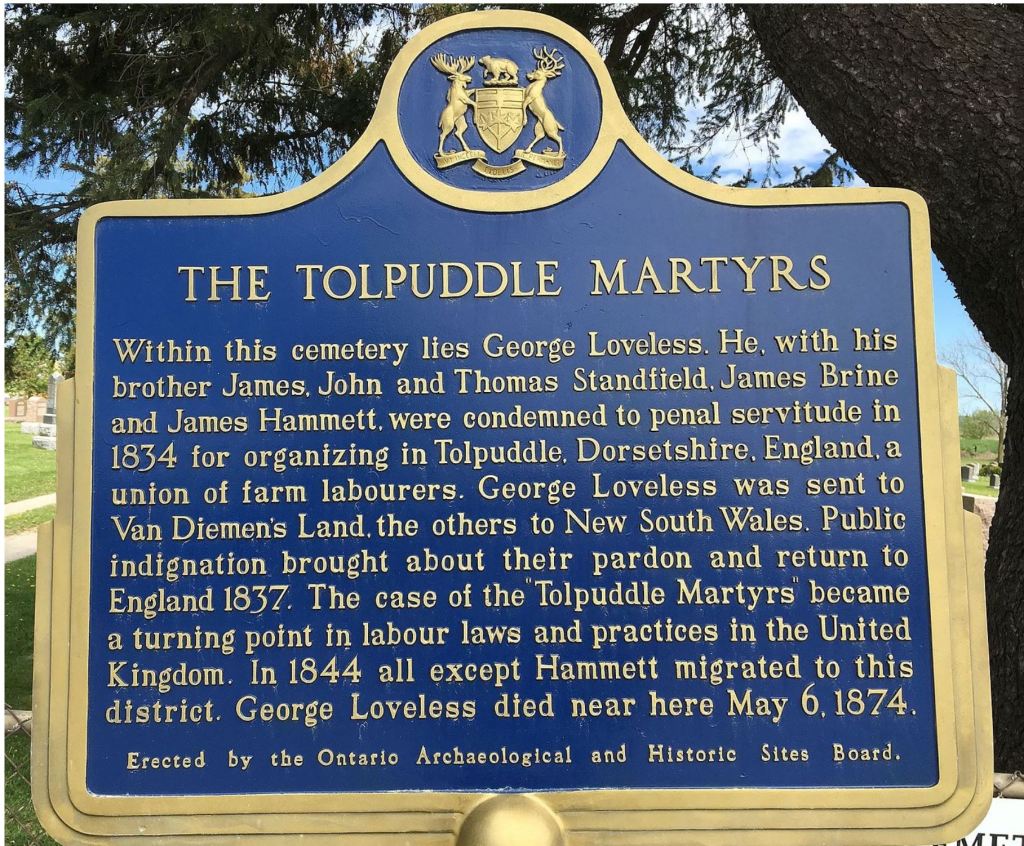 THE TOLPUDDLE MARTYRS
Within this cemetery lies George Loveless. He, with his
brother James, John and Thomas Standfield, James Brine
and James Hammett, were condemned to penal servitude in
1834 for organizing in Tolpuddle, Dorsetshire, England, a
union of farm labourers. George Loveless was sent to
Van Diemen's Land, the others to New South Wales. Public
indignation brought about their pardon and return to
England 1837. The case of the "Tolpuddle Martyrs" became
a turning point in labour laws and practices in the United
Kingdom. In 1844 all except Hammett migrated to this
district. George Loveless died near here May 6, 1874.
Erected by the Ontario Archaeological and Historic Sites Board.